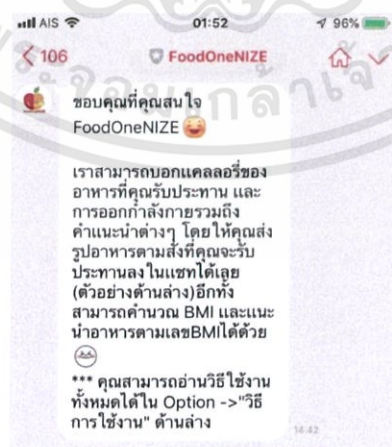 AIS 01:52 96%
106 FoodOneNIZE
ขอบคุณที่คุณสนใจ
FoodOneNIZE
เราสามารถบอกแคลลอรี่ของ
อาหารที่คุณรับประทาน และ
การออกกำลังกายรวมถึง
คำแนะนำต่างๆ โดยให้คุณส่ง
รูปอาหารตามสั่งที่คุณจะรับ
ประทานลงในแชทได้เลย
(ตัวอย่างด้านล่าง)อีกทั้ง
สามารถคำนวณ BMI และแนะ
นำอาหารตามเลขBMIได้ด้วย
*** คุณสามารถอ่านวิธีใช้งาน
ทั้งหมดได้ใน Option ->"วิธี
การใช้งาน" ด้านล่าง
14:42